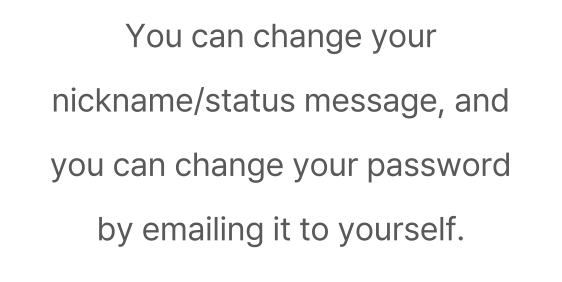 You can change your
nickname/status message, and
you can change your password
by emailing it to yourself.